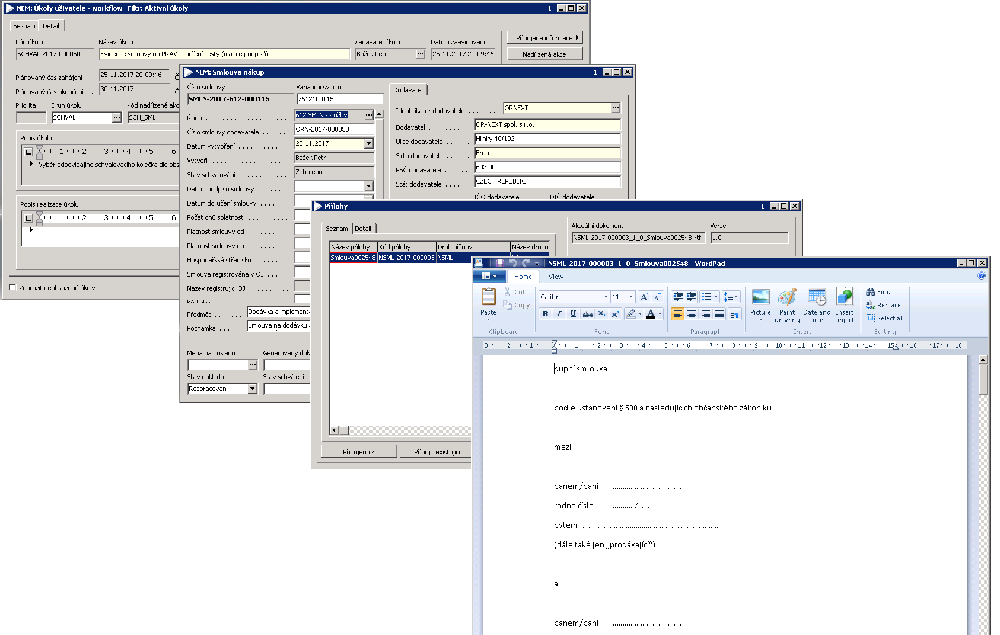 NEM: Úkoly uživatele - workflow   Filtr: Aktivní úkoly   1
Seznam   Detail
Kód úkolu   Název úkolu   Zadavatel úkolu   Datum zaevidování
SCHVAL-2017-000050   Evidence smlouvy na PRAV + určení cesty (matice podpisů)   Božek Petr   25.11.2017 20:09:46
Připojené informace
Nadřízená akce
Plánovaný čas zahájení . .   25.11.2017 20:09:46   Č
Plánovaný čas ukončení . .   30.11.2017   Č
Priorita   Druh úkolu   Kód nadřízené akc
SCHVAL   SCH_SML
Popis úkolu
1 2 3 4 5 6
Výběr odpovídajího schvalovacího kolečka dle obs
Popis realizace úkolu
1 2 3 4 5 6
Zobrazit neobsazené úkoly
NEM: Smlouva nákup   1
Číslo smlouvy   Variabilní symbol
SMLN-2017-612-000115   7612100115
Řada   612 SMLN - služby
Číslo smlouvy dodavatele   ORN-2017-000050
Datum vytvoření   25.11.2017
Vytvořil   Božek Petr
Stav schvalování   Zahájeno
Datum podpisu smlouvy
Datum doručení smlouvy
Počet dnů splatnosti
Platnost smlouvy od
Platnost smlouvy do
Hospodářské středisko
Smlouva registrována v OJ
Název registrující OJ
Kód akce
Předmět   Dodávka a implementa
Poznámka   Smlouva na dodávku a
Měna na dokladu   Generovaný dok
Stav dokladu   Stav schválení
Rozpracován
Dodavatel
Identifikátor dodavatele   ORNEXT
Dodavatel   OR-NEXT spol. s r.o.
Ulice dodavatele   Hlinky 40/102
Sídlo dodavatele   Brno
PSČ dodavatele   603 00
Stát dodavatele   CZECH REPUBLIC
IČO dodavatele   DIČ dodavatele
Přílohy   1
Seznam   Detail
Název přílohy   Kód přílohy   Druh přílohy   Název druhu
Smlouva002548   NSML-2017-000003   NSML
Aktuální dokument   Verze
NSML-2017-000003_1_0_Smlouva002548.rtf   1.0
Připojeno k   Připojit existující
NSML-2017-000003_1_0_Smlouva002548 - WordPad
Home   View
Paste   Cut   Copy
Calibri   11
B I U abc X₂ X² A
Picture   Paint drawing   Date and time   Insert object
Find
Replace
Select all
Clipboard   Font   Paragraph   Insert   Editing
3 2 1 1 2 3 4 5 6 7 8 9 10 11 12 13 14 15 16 17 18
Kupní smlouva
podle ustanovení § 588 a následujících občanského zákoníku
mezi
panem/paní   ....................................
rodné číslo   ............/......
bytem   .....................................................................
(dále také jen „prodávající“)
a
panem/paní   ....................................